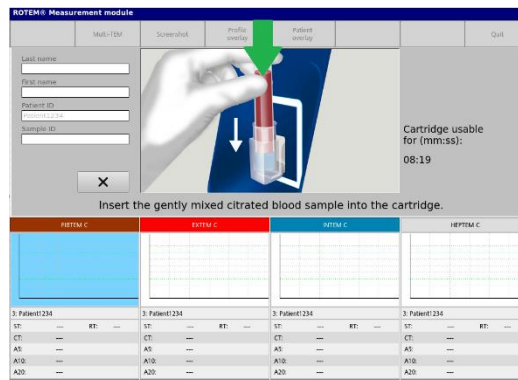 ROTEM® Measurement module
Multi-TEM
Screenshot
Profile overlay
Patient overlay
Quit
Last name
First name
Patient ID
Patient1234
Sample ID
Cartridge usable
for (mm:ss):
08:19
Insert the gently mixed citrated blood sample into the cartridge.
FIBTEM C
EXTEM C
INTEM C
HEPTEM C
3: Patient1234
ST: --- RT: ---
CT: ---
A5: ---
A10: ---
A20: ---
3: Patient1234
ST: --- RT: ---
CT: ---
A5: ---
A10: ---
A20: ---
3: Patient1234
ST: --- RT: ---
CT: ---
A5: ---
A10: ---
A20: ---
3: Patient1234
ST: --- RT: ---
CT: ---
A5: ---
A10: ---
A20: ---